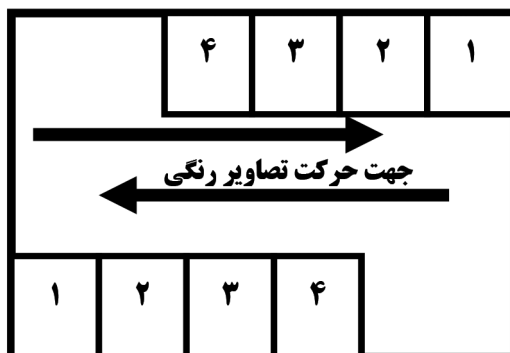 ۱ ۲ ۳ ۴
جهت حرکت تصاویر رنگی
۴ ۳ ۲ ۱